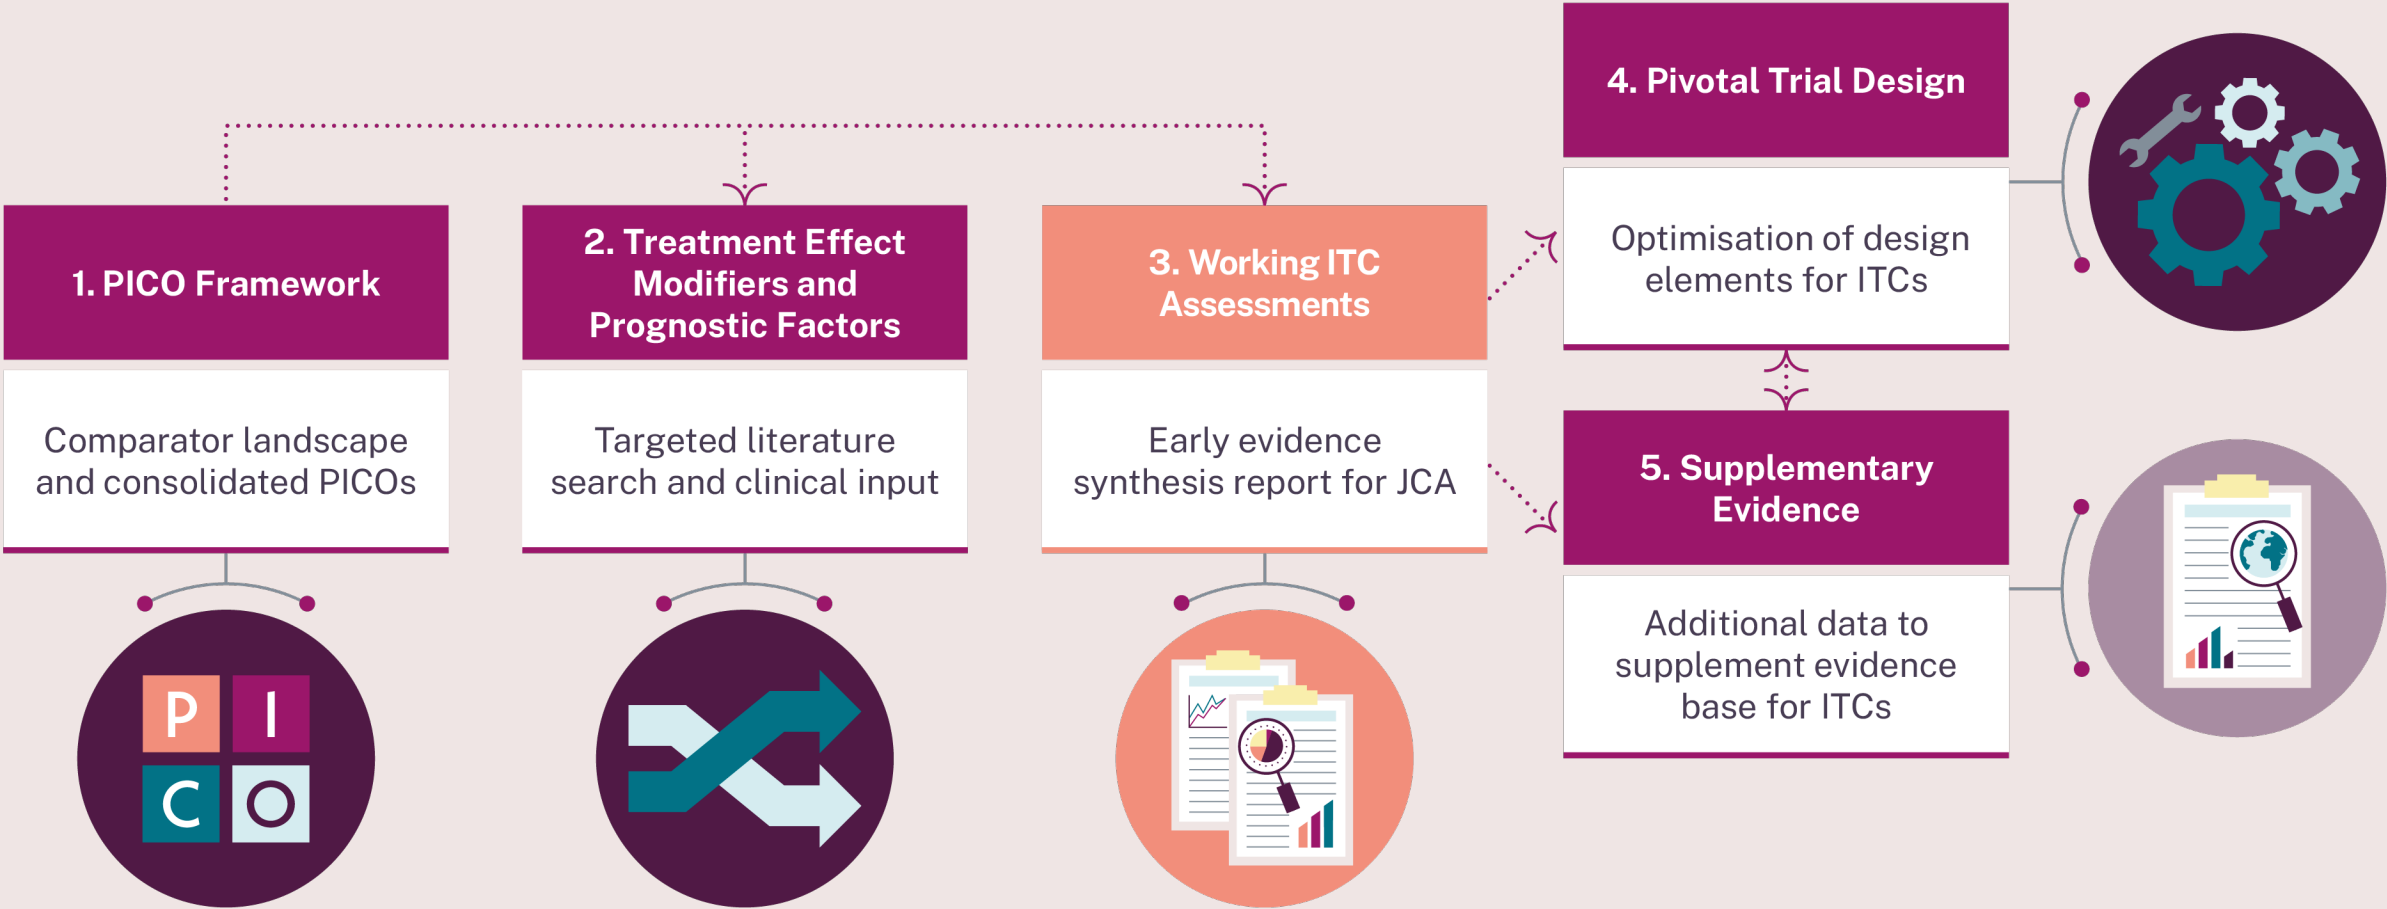 1. PICO Framework
Comparator landscape
and consolidated PICOs
P I
C O
2. Treatment Effect
Modifiers and
Prognostic Factors
Targeted literature
search and clinical input
3. Working ITC
Assessments
Early evidence
synthesis report for JCA
4. Pivotal Trial Design
Optimisation of design
elements for ITCs
5. Supplementary
Evidence
Additional data to
supplement evidence
base for ITCs